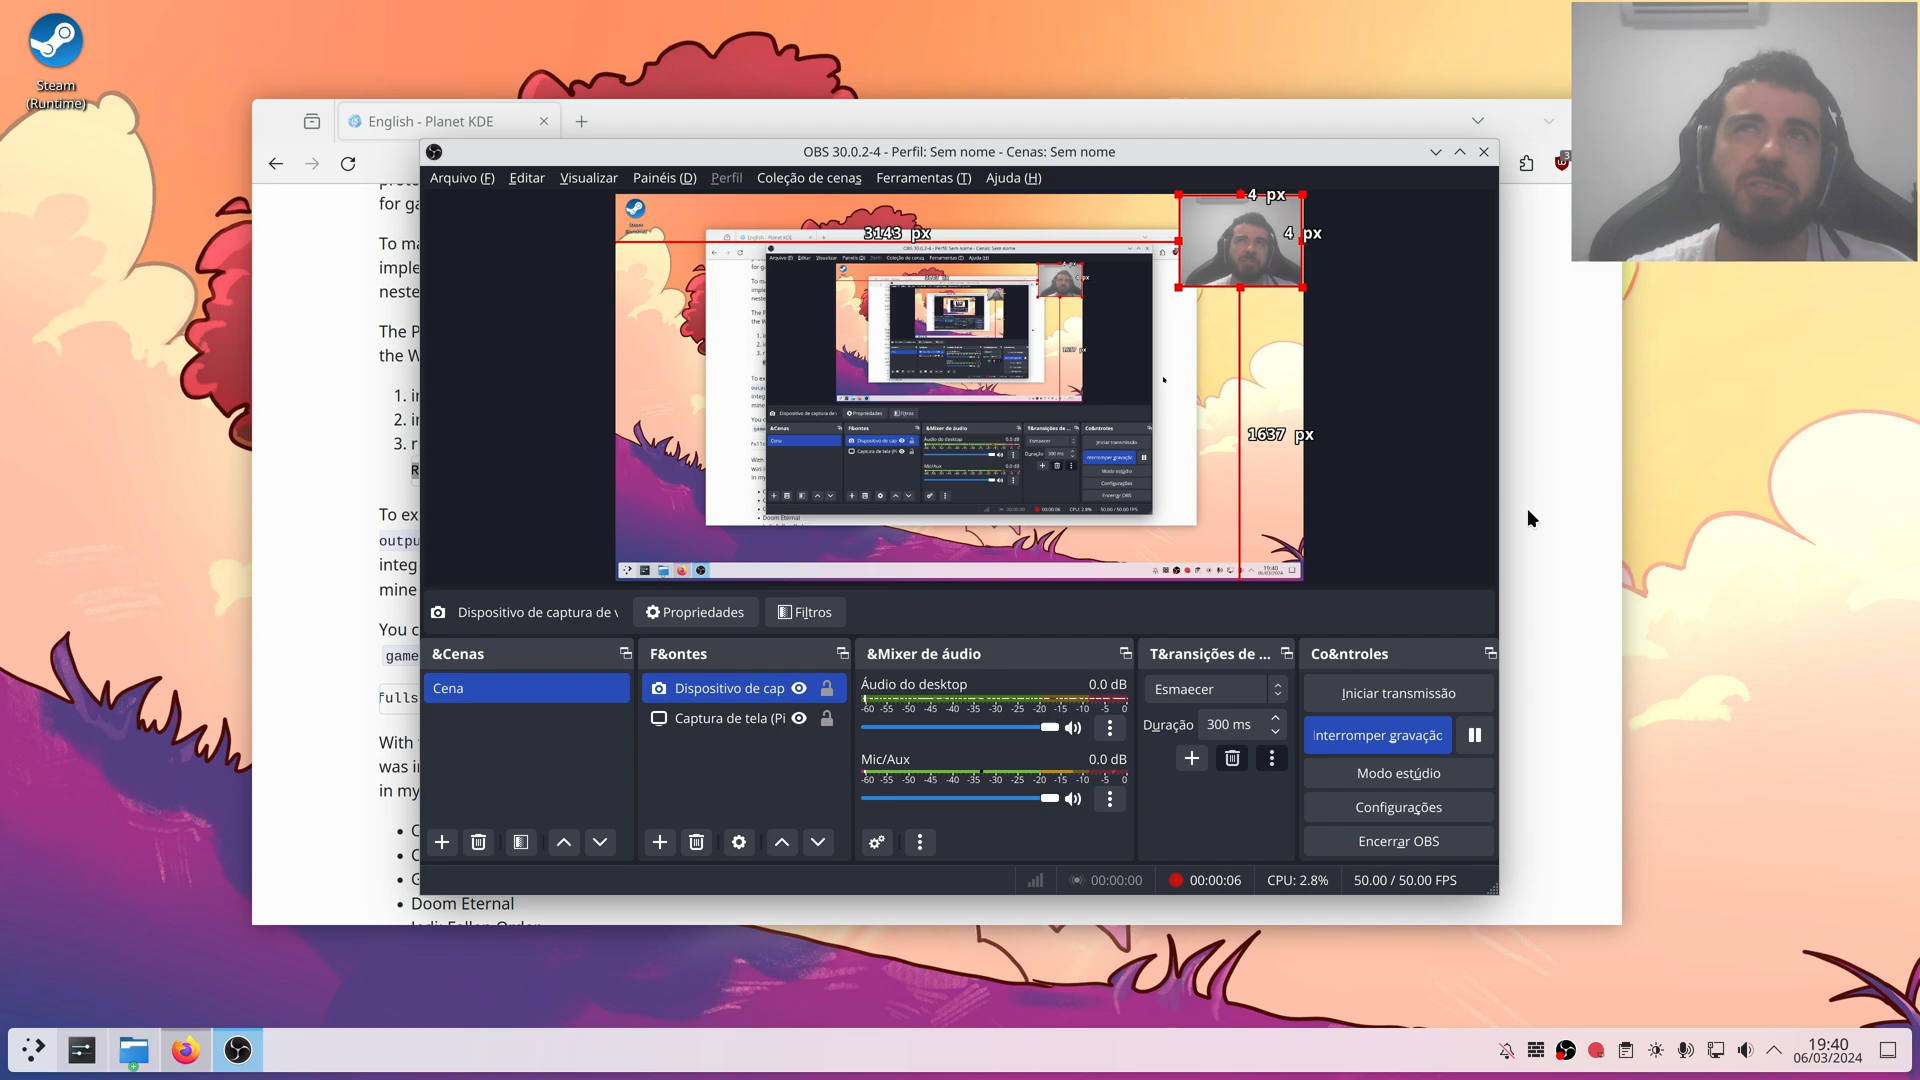 Steam
(Runtime)
English - Planet KDE
OBS 30.0.2-4 - Perfil: Sem nome - Cenas: Sem nome
Arquivo (F)
Editar
Visualizar
Painéis (D)
Perfil
Coleção de cenas
Ferramentas (T)
Ajuda (H)
for ga
To ma
imple
neste
The P
the W
1. in
2. in
3. r
To ex
outpu
integ
mine
You c
game
fulls
With
was i
in my
Doom Eternal
3143 px
4 px
4 px
1637 px
Dispositivo de captura de v
Propriedades
Filtros
&Cenas
Cena
F&ontes
Dispositivo de cap
Captura de tela (Pi
&Mixer de áudio
Áudio do desktop
0.0 dB
-60 -55 -50 -45 -40 -35 -30 -25 -20 -15 -10 -5 0
Mic/Aux
0.0 dB
-60 -55 -50 -45 -40 -35 -30 -25 -20 -15 -10 -5 0
T&ransições de ...
Esmaecer
Duração
300 ms
Co&ntroles
Iniciar transmissão
Interromper gravação
Modo estúdio
Configurações
Encerrar OBS
00:00:00
00:00:06
CPU: 2.8%
50.00 / 50.00 FPS
19:40
06/03/2024